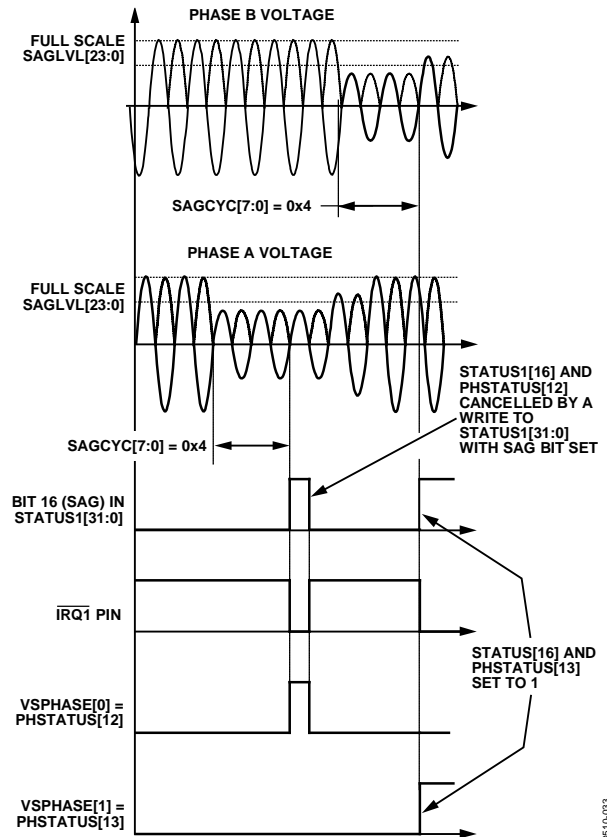 PHASE B VOLTAGE
FULL SCALE
SAGLVL[23:0]
SAGCYC[7:0] = 0x4
PHASE A VOLTAGE
FULL SCALE
SAGLVL[23:0]
STATUS1[16] AND
PHSTATUS[12]
CANCELLED BY A
WRITE TO
STATUS1[31:0]
WITH SAG BIT SET
SAGCYC[7:0] = 0x4
BIT 16 (SAG) IN
STATUS1[31:0]
IRQ1 PIN
STATUS[16] AND
PHSTATUS[13]
SET TO 1
VSPHASE[0] =
PHSTATUS[12]
VSPHASE[1] =
PHSTATUS[13]